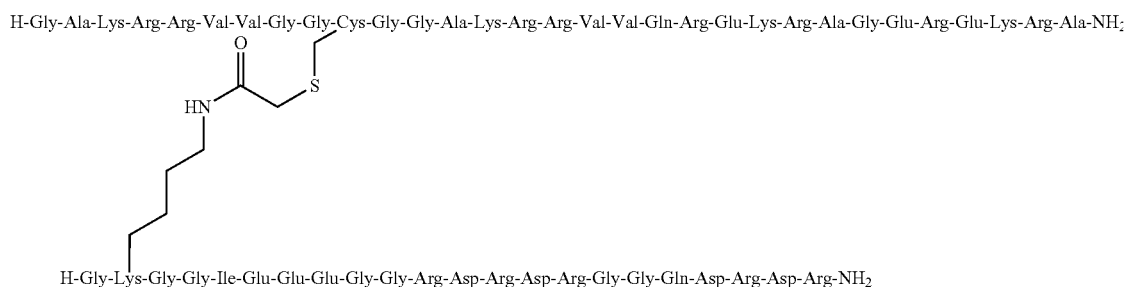 H-Gly-Ala-Lys-Arg-Arg-Val-Val-Gly-Gly-Cys-Gly-Gly-Ala-Lys-Arg-Arg-Val-Val-Gln-Arg-Glu-Lys-Arg-Ala-Gly-Glu-Arg-Glu-Lys-Arg-Ala-NH2
O
S
HN
H-Gly-Lys-Gly-Gly-Ile-Glu-Glu-Glu-Gly-Gly-Arg-Asp-Arg-Asp-Arg-Gly-Gly-Gln-Asp-Arg-Asp-Arg-NH2